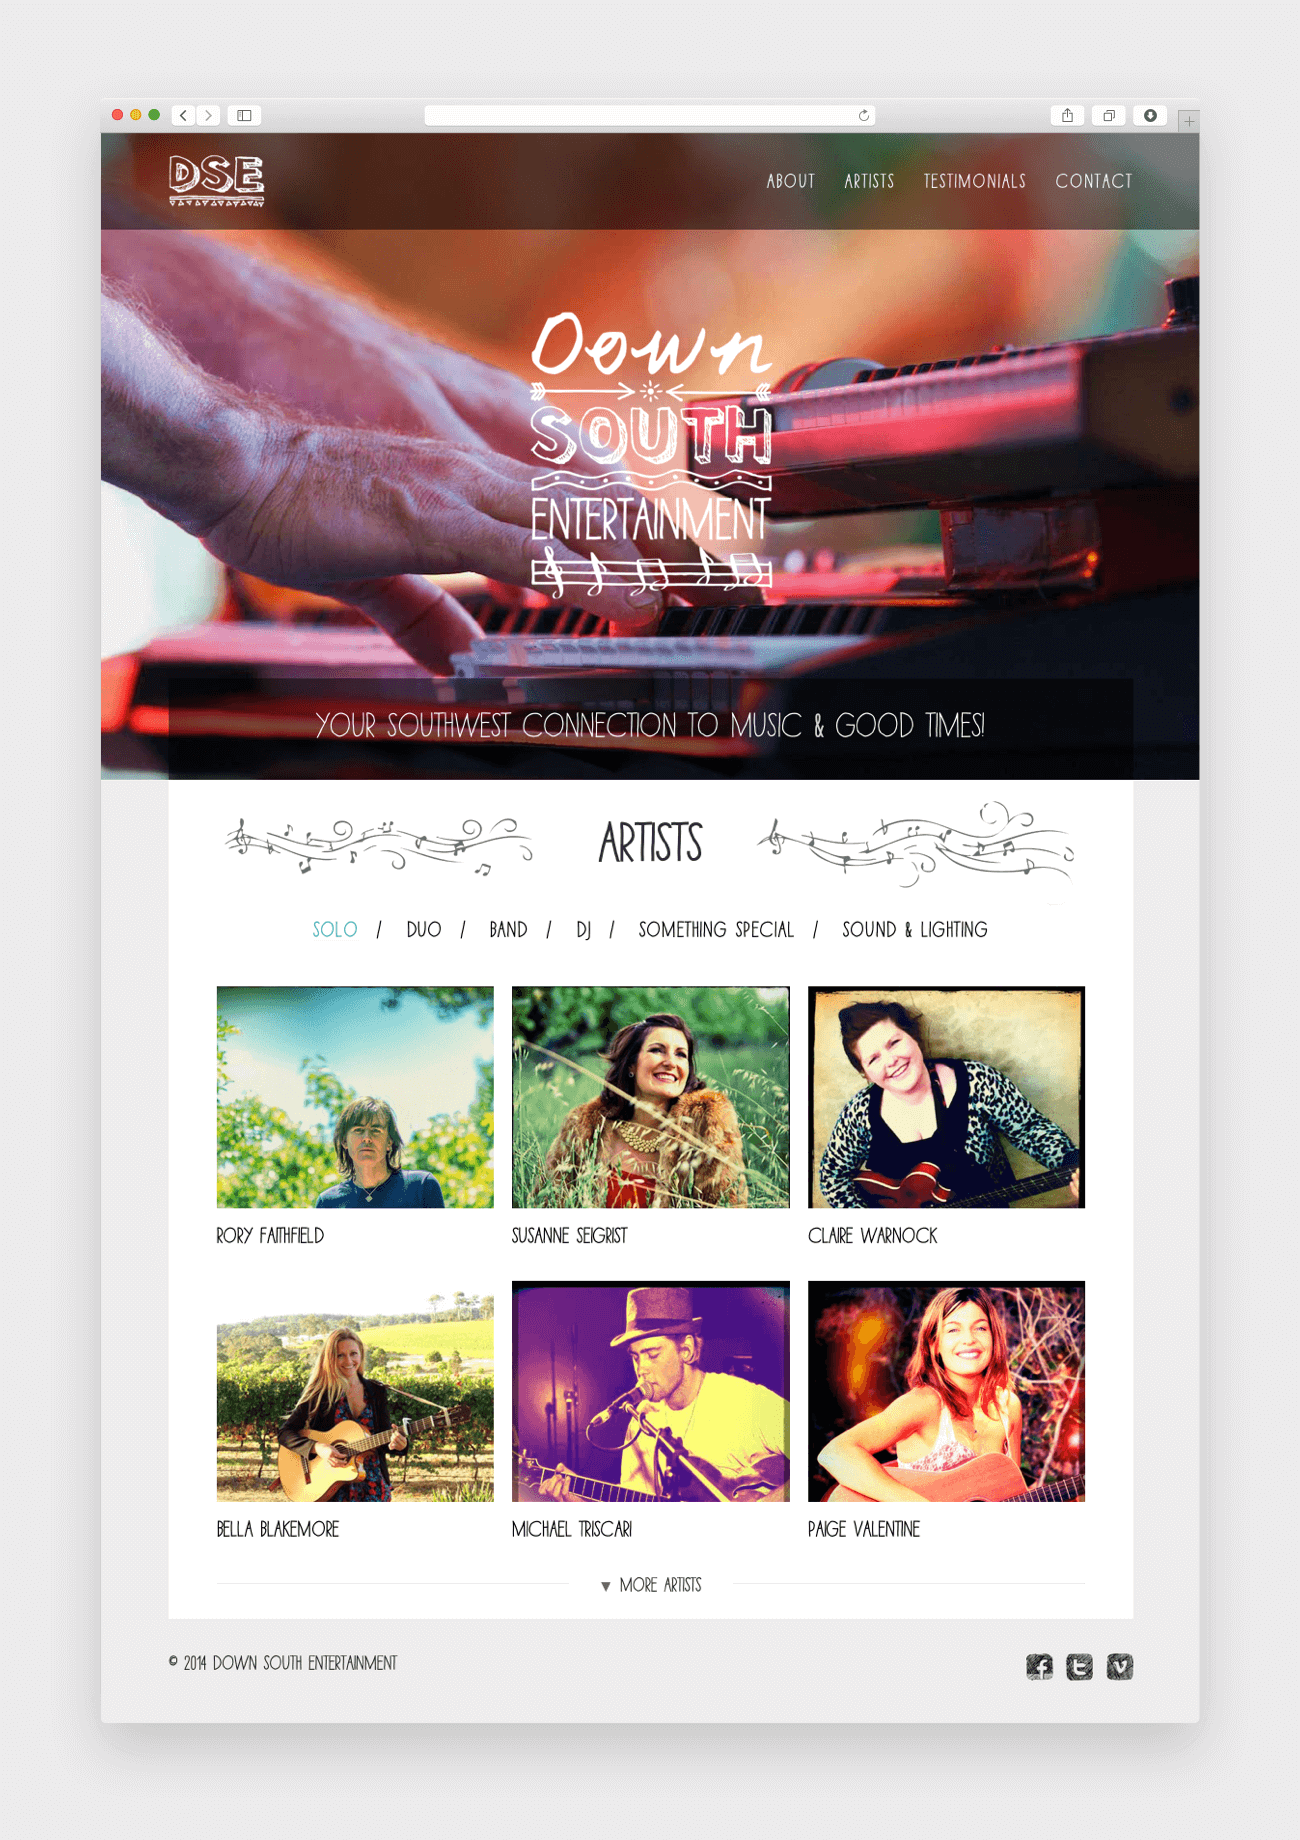 DSE
ABOUT ARTISTS TESTIMONIALS CONTACT
Down
SOUTH
ENTERTAINMENT
YOUR SOUTHWEST CONNECTION TO MUSIC & GOOD TIMES!
ARTISTS
SOLO / DUO / BAND / DJ / SOMETHING SPECIAL / SOUND & LIGHTING
RORY FAITHFIELD SUSANNE SEIGRIST CLAIRE WARNOCK
BELLA BLAKEMORE MICHAEL TRISCARI PAIGE VALENTINE
▼ MORE ARTISTS
© 2014 DOWN SOUTH ENTERTAINMENT